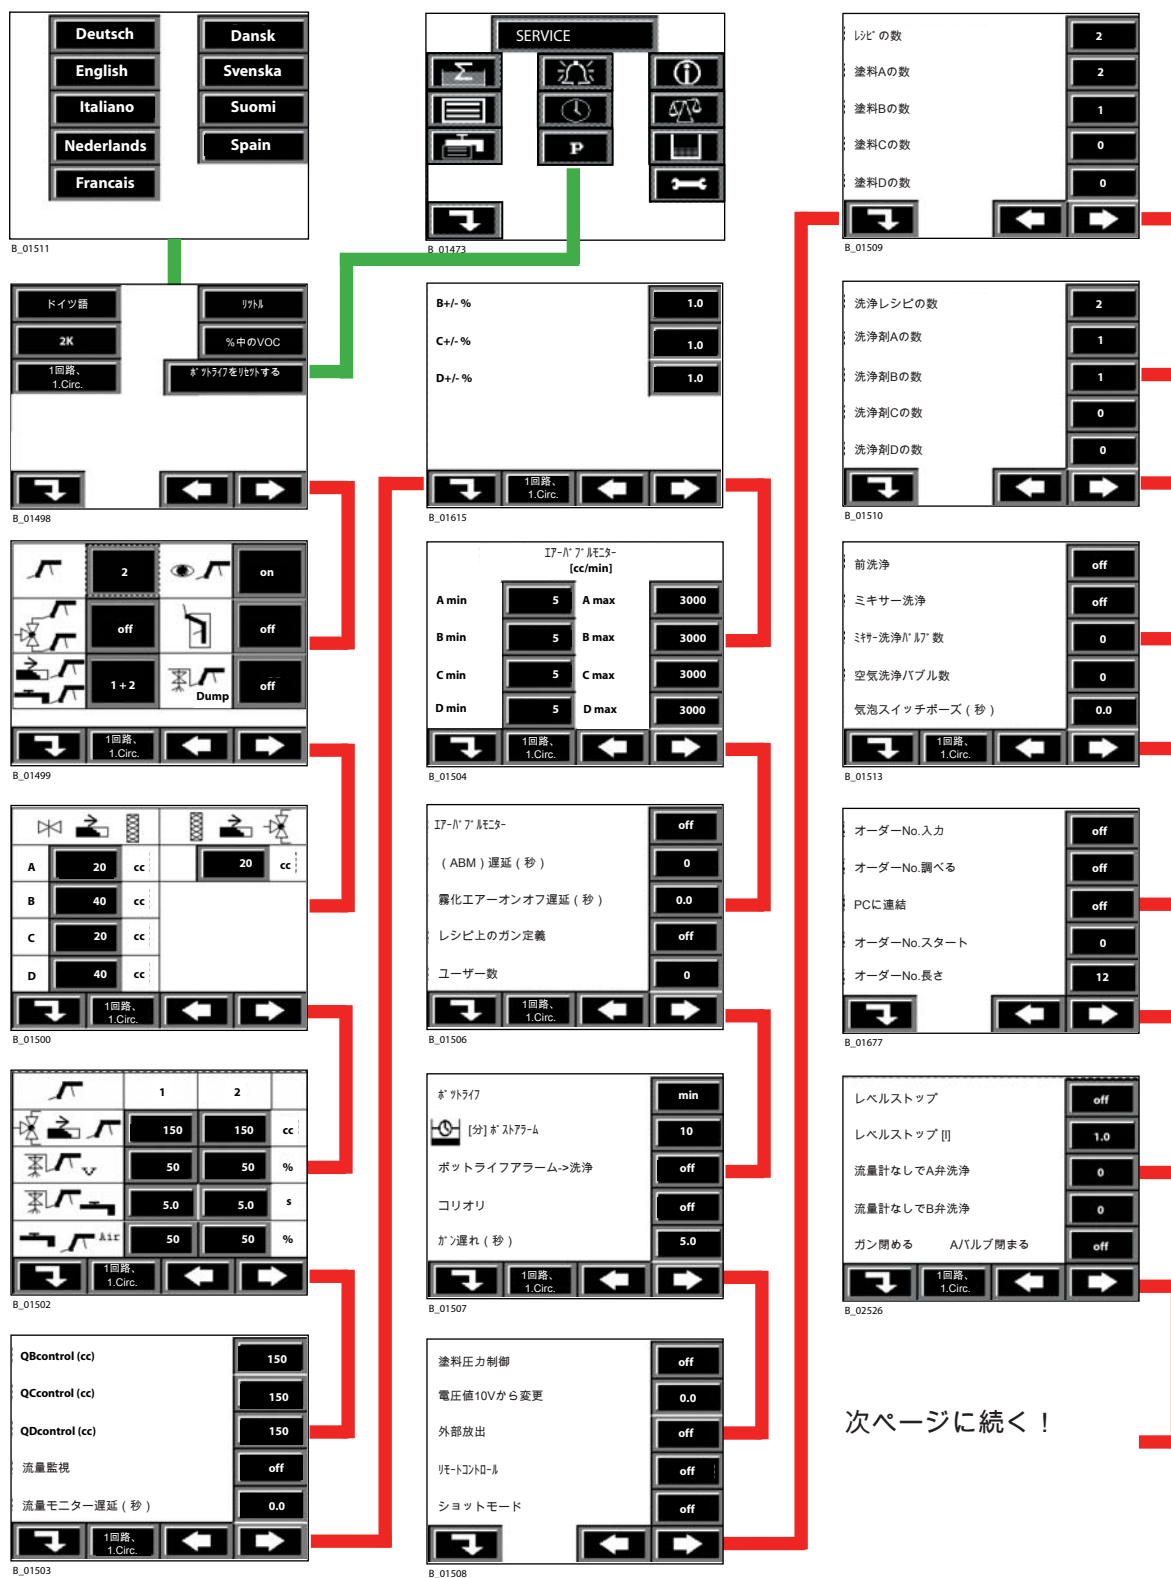 Deutsch
Dansk
English
Svenska
Italiano
Suomi
Nederlands
Spain
Francais
B_01511
ドイツ語
リットル
2K
%中のVOC
1回路、
1.Circ.
ポットライフをリセットする
B_01498
2
on
off
off
1 + 2
Dump
off
1回路、
1.Circ.
B_01499
A
20
cc
20
cc
B
40
cc
C
20
cc
D
40
cc
1回路、
1.Circ.
B_01500
1
2
150
150
cc
50
50
%
5.0
5.0
s
Air
50
50
%
1回路、
1.Circ.
B_01502
QBcontrol (cc)
150
QCcontrol (cc)
150
QDcontrol (cc)
150
流量監視
off
流量モニター遅延 ( 秒 )
0.0
1回路、
1.Circ.
B_01503
SERVICE
P
B_01473
B+/- %
1.0
C+/- %
1.0
D+/- %
1.0
1回路、
1.Circ.
B_01615
エアーバブルモニター
[cc/min]
A min
5
A max
3000
B min
5
B max
3000
C min
5
C max
3000
D min
5
D max
3000
1回路、
1.Circ.
B_01504
エアーバブルモニター
off
( ABM ) 遅延 ( 秒 )
0
霧化エアーオンオフ遅延 ( 秒 )
0.0
レシピ上のガン定義
off
ユーザー数
0
1回路、
1.Circ.
B_01506
ポットライフ
min
[分] ポストアラーム
10
ポットライフアラーム->洗浄
off
コリオリ
off
ガン遅れ ( 秒 )
5.0
1回路、
1.Circ.
B_01507
塗料圧力制御
off
電圧値10Vから変更
0.0
外部放出
off
リモートコントロール
off
ショットモード
off
B_01508
レシピの数
2
塗料Aの数
2
塗料Bの数
1
塗料Cの数
0
塗料Dの数
0
B_01509
洗浄レシピの数
2
洗浄剤Aの数
1
洗浄剤Bの数
1
洗浄剤Cの数
0
洗浄剤Dの数
0
B_01510
前洗浄
off
ミキサー洗浄
off
ミキサー洗浄バルブ数
0
空気洗浄バブル数
0
気泡スイッチポーズ ( 秒 )
0.0
1回路、
1.Circ.
B_01513
オーダーNo.入力
off
オーダーNo.調べる
off
PCに連結
off
オーダーNo.スタート
0
オーダーNo.長さ
12
B_01677
レベルストップ
off
レベルストップ [l]
1.0
流量計なしでA弁洗浄
0
流量計なしでB弁洗浄
0
ガン閉める Aバルブ閉まる
off
1回路、
1.Circ.
B_02526
次ページに続く !